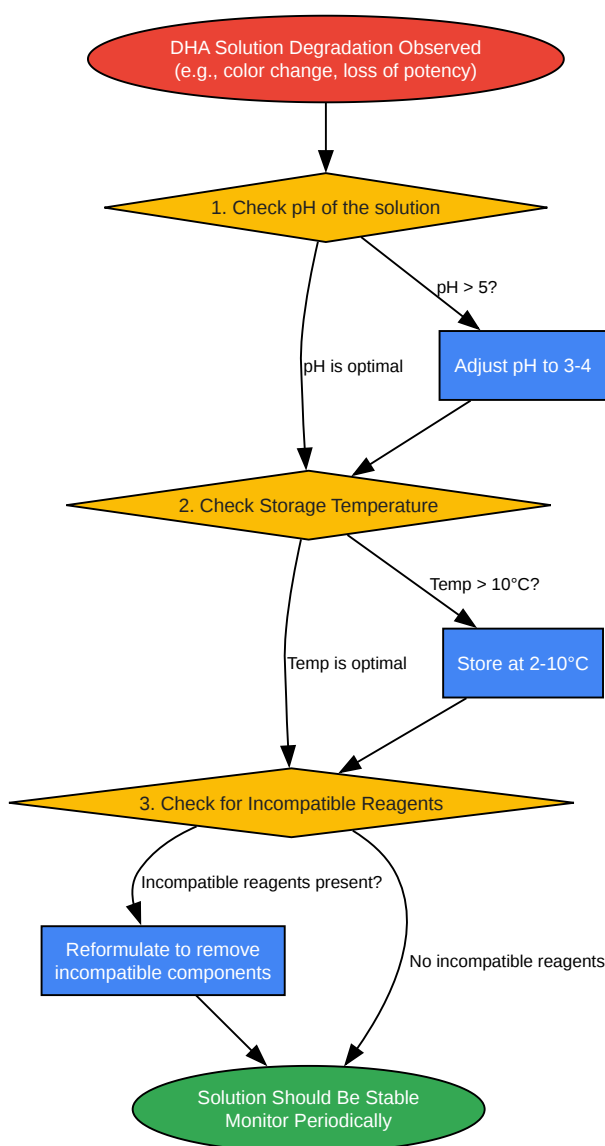 DHA Solution Degradation Observed
(e.g., color change, loss of potency)
1. Check pH of the solution
pH > 5?
pH is optimal
Adjust pH to 3-4
2. Check Storage Temperature
Temp > 10°C?
Temp is optimal
Store at 2-10°C
3. Check for Incompatible Reagents
Incompatible reagents present?
Reformulate to remove
incompatible components
No incompatible reagents
Solution Should Be Stable
Monitor Periodically